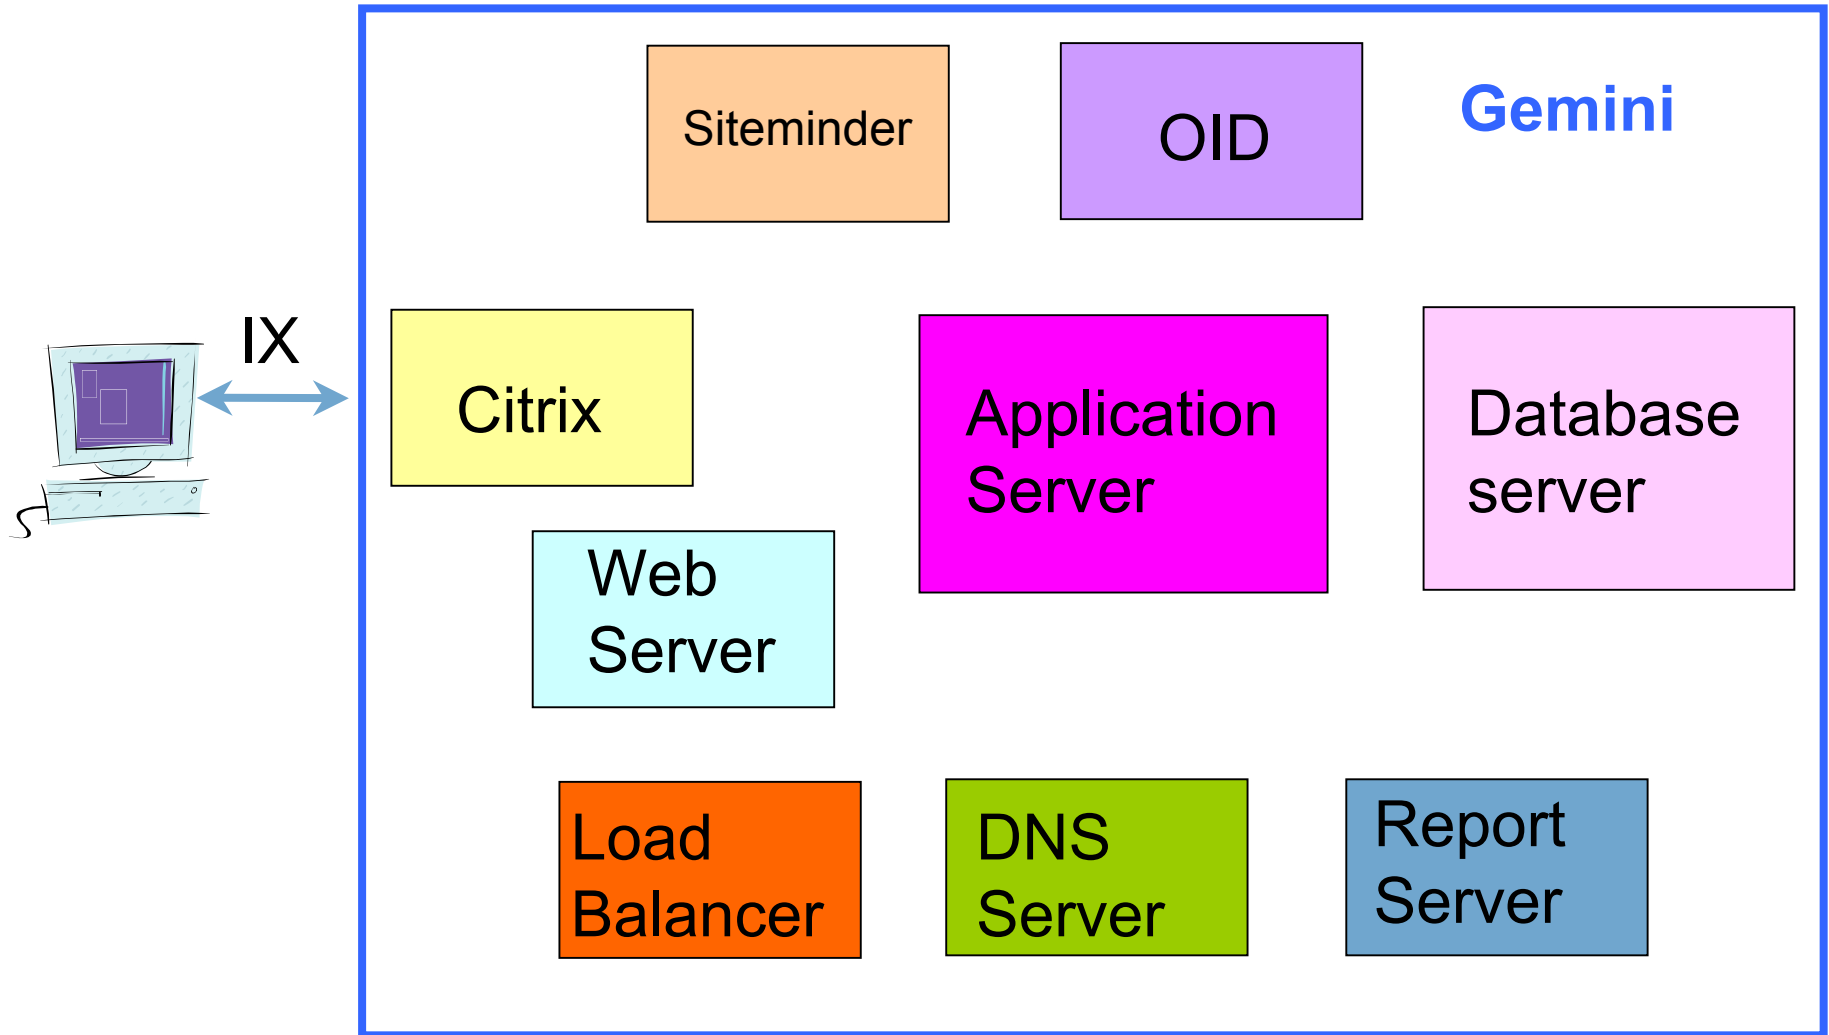 Siteminder
OID
Gemini
IX
Citrix
Application
Server
Database
server
Web
Server
Load
Balancer
DNS
Server
Report
Server